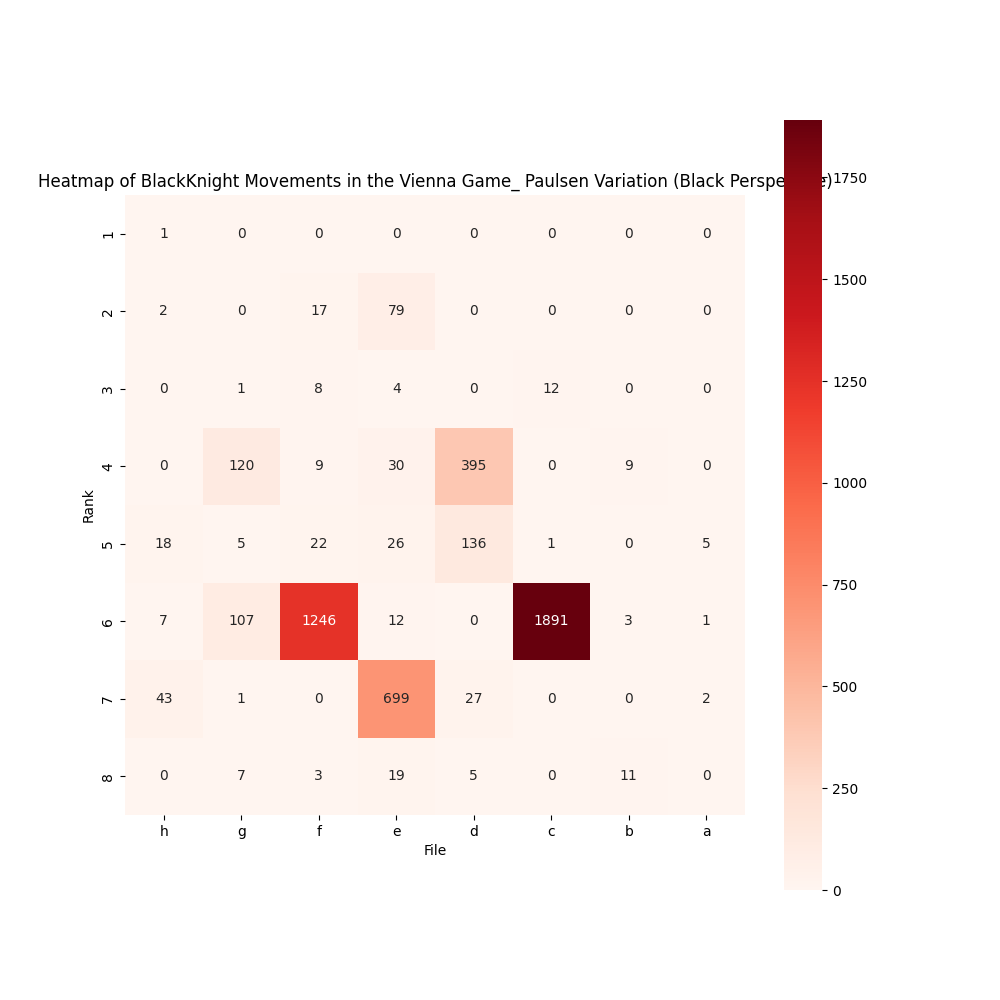 Heatmap of BlackKnight Movements in the Vienna Game_ Paulsen Variation (Black Perspe e)
1750
1 1 0 0 0 0 0 0 0
2 2 0 17 79 0 0 0 0
1500
3 0 1 8 4 0 12 0 0
1250
4 0 120 9 30 395 0 9 0
1000
Rank
5 18 5 22 26 136 1 0 5
750
6 7 107 1246 12 0 1891 3 1
7 43 1 0 699 27 0 0 2
500
8 0 7 3 19 5 0 11 0
250
h g f e d c b a
File
0